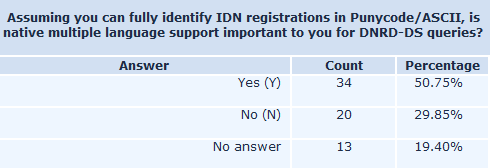 Assuming you can fully identify IDN registrations in Punycode/ASCII, is
native multiple language support important to you for DNRD-DS queries?
Answer Count Percentage
Yes (Y) 34 50.75%
No (N) 20 29.85%
No answer 13 19.40%